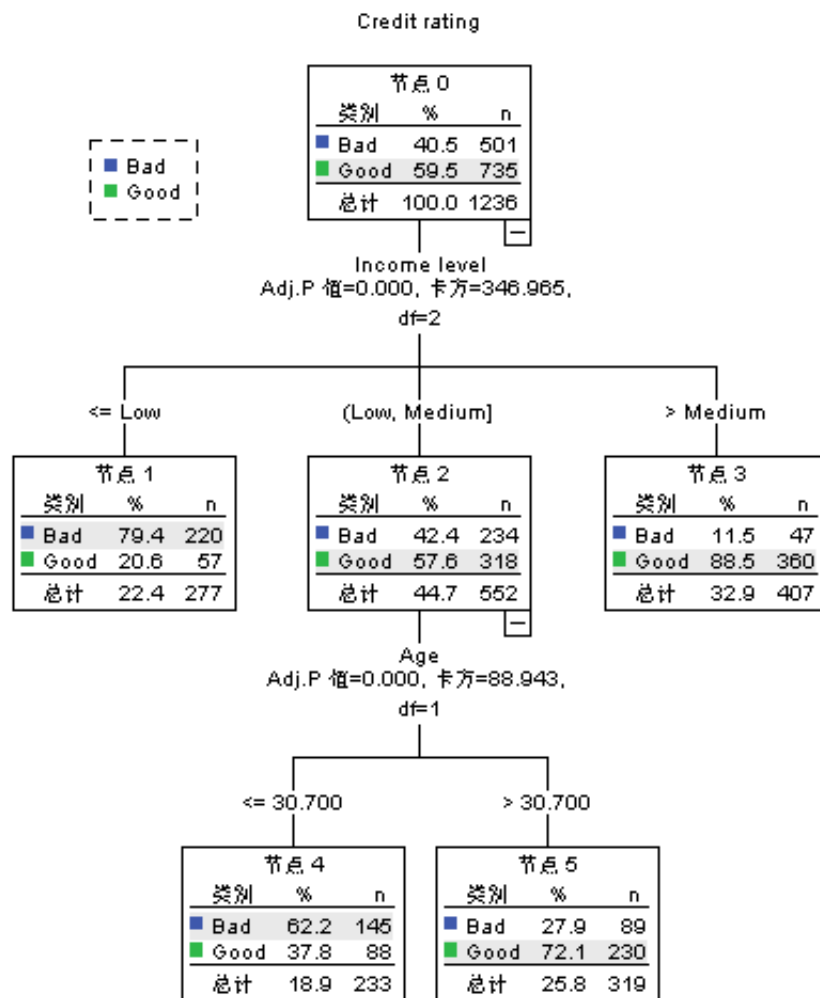 Credit rating
Bad
Good
节点 0
类别 % n
Bad 40.5 501
Good 59.5 735
总计 100.0 1236
Income level
Adj.P 值=0.000, 卡方=346.965,
df=2
<= Low
(Low, Medium]
> Medium
节点 1
类别 % n
Bad 79.4 220
Good 20.6 57
总计 22.4 277
节点 2
类别 % n
Bad 42.4 234
Good 57.6 318
总计 44.7 552
节点 3
类别 % n
Bad 11.5 47
Good 88.5 360
总计 32.9 407
Age
Adj.P 值=0.000, 卡方=88.943,
df=1
<= 30.700
> 30.700
节点 4
类别 % n
Bad 62.2 145
Good 37.8 88
总计 18.9 233
节点 5
类别 % n
Bad 27.9 89
Good 72.1 230
总计 25.8 319